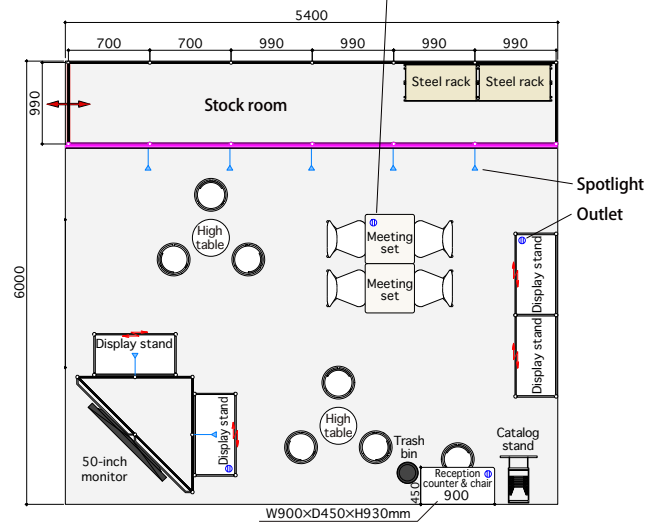 5400
700
700
990
990
990
990
990
Stock room
Steel rack
Steel rack
Spotlight
Outlet
6000
High
table
Meeting
set
Meeting
set
Display stand
Display stand
Display stand
Display stand
50-inch
monitor
High
table
Trash
bin
Catalog
stand
Reception
counter & chair
900
450
W900×D450×H930mm